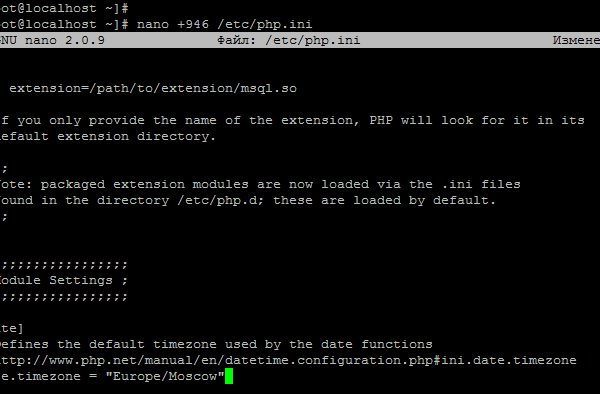 ot@localhost ~]#
ot@localhost ~]# nano +946 /etc/php.ini
GNU nano 2.0.9 Файл: /etc/php.ini Измене
extension=/path/to/extension/msql.so
f you only provide the name of the extension, PHP will look for it in its
efault extension directory.
;
ote: packaged extension modules are now loaded via the .ini files
ound in the directory /etc/php.d; these are loaded by default.
;
;;;;;;;;;;;;;;;;
odule Settings ;
;;;;;;;;;;;;;;;;
te]
efines the default timezone used by the date functions
ttp://www.php.net/manual/en/datetime.configuration.php#ini.date.timezone
e.timezone = "Europe/Moscow"